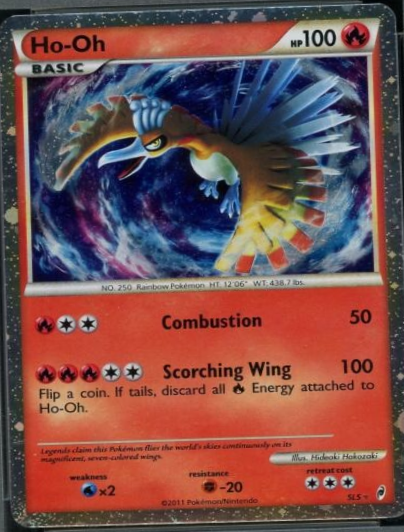 Ho-Oh
HP100
BASIC
NO. 250 Rainbow Pokémon HT: 12'06" WT: 438.7 lbs.
Combustion 50
Scorching Wing 100
Flip a coin. If tails, discard all Energy attached to
Ho-Oh.
Legends claim this Pokémon flies the world's skies continuously on its
magnificent, seven-colored wings.
Illus. Hideaki Hakozaki
weakness resistance retreat cost
×2 -20
©2011 Pokémon/Nintendo SL5